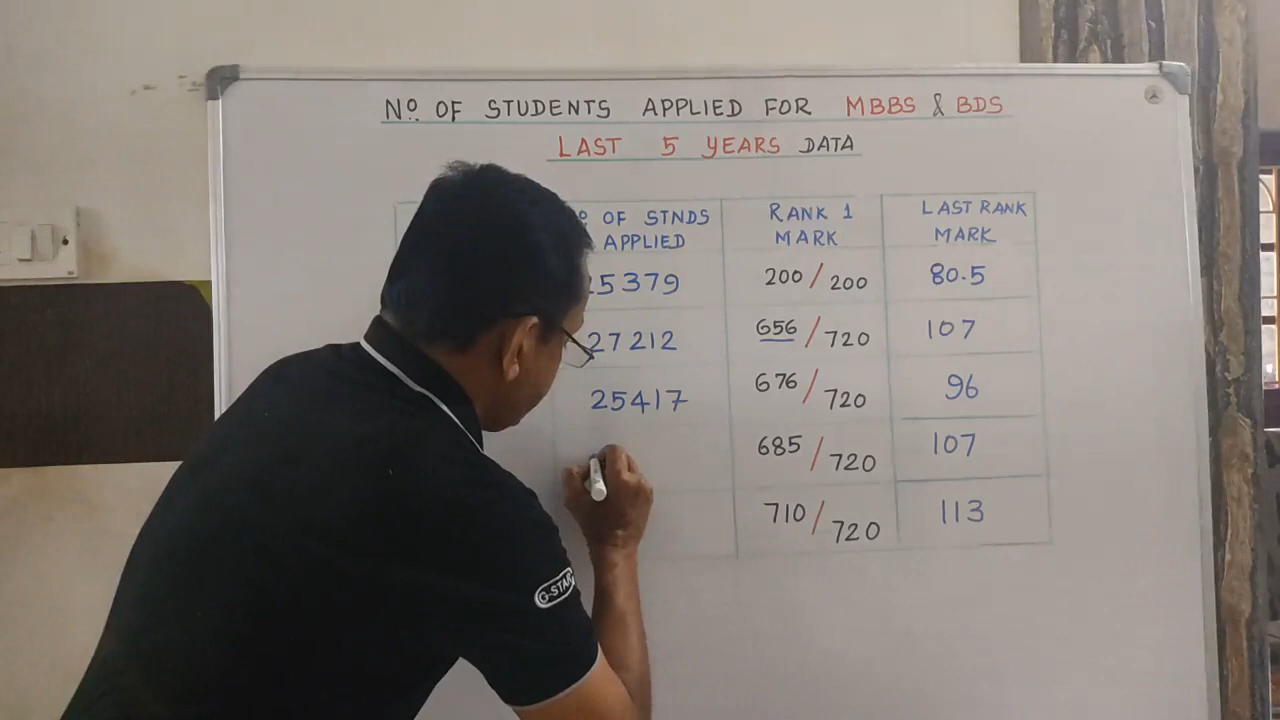 Nº OF STUDENTS APPLIED FOR MBBS & BDS
LAST 5 YEARS DATA
º OF STNDS APPLIED
RANK 1 MARK
LAST RANK MARK
5379 200/200 80.5
27212 656/720 107
25417 676/720 96
685/720 107
710/720 113
G-STAR